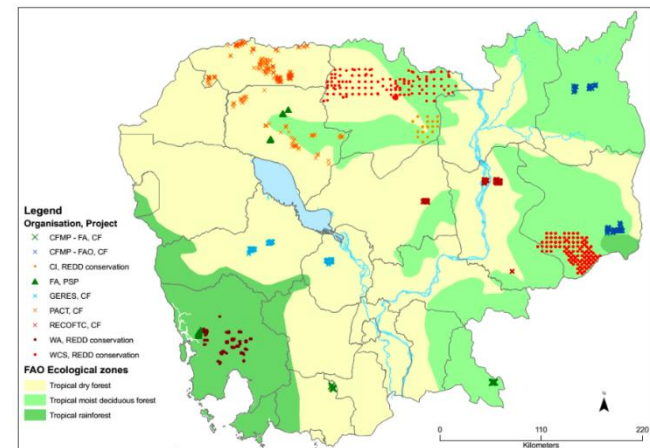 Legend
Organisation, Project
CFMP - FA, CF
CFMP - FAO, CF
CI, REDD conservation
FA, PSP
GERES, CF
PACT, CF
RECOFTC, CF
WA, REDD conservation
WCS, REDD conservation
FAO Ecological zones
Tropical dry forest
Tropical moist deciduous forest
Tropical rainforest
0 110 220
Kilometers